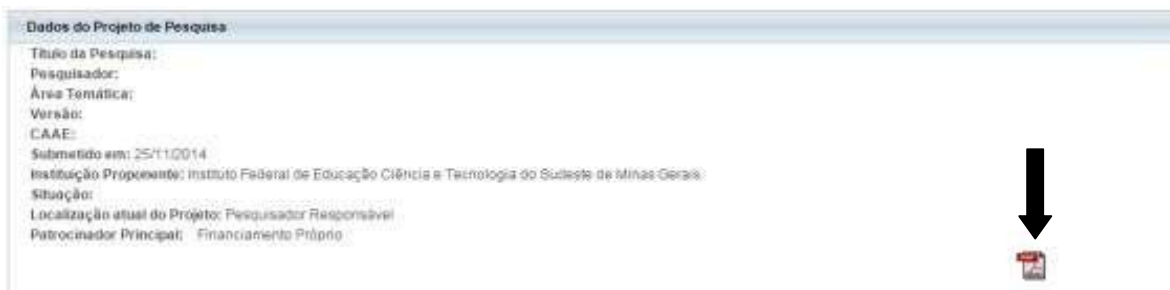 Dados do Projeto de Pesquisa
Título da Pesquisa:
Pesquisador:
Área Temática:
Versão:
CAAE:
Submetido em: 25/11/2014
Instituição Proponente: Instituto Federal de Educação Ciência e Tecnologia do Sudeste de Minas Gerais
Situação:
Localização atual do Projeto: Pesquisador Responsável
Patrocinador Principal: Financiamento Próprio